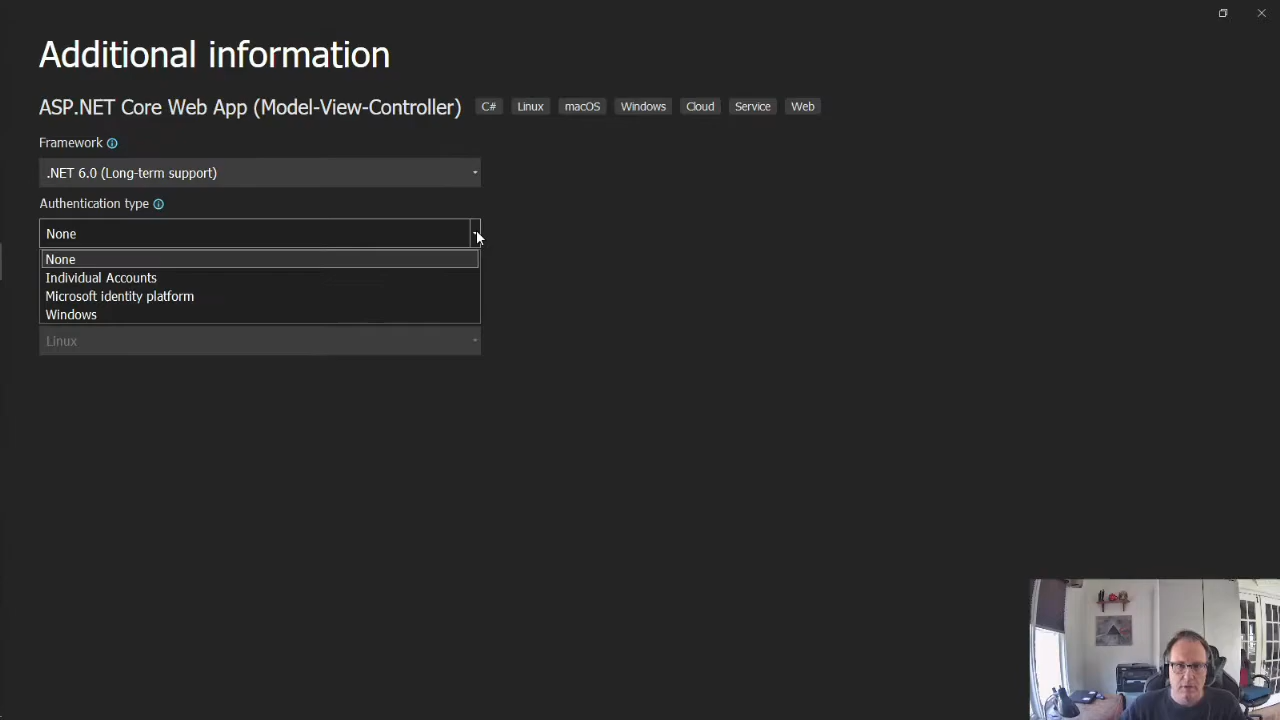 Additional information
ASP.NET Core Web App (Model-View-Controller) C# Linux macOS Windows Cloud Service Web
Framework
.NET 6.0 (Long-term support)
Authentication type
None
None
Individual Accounts
Microsoft identity platform
Windows
Linux